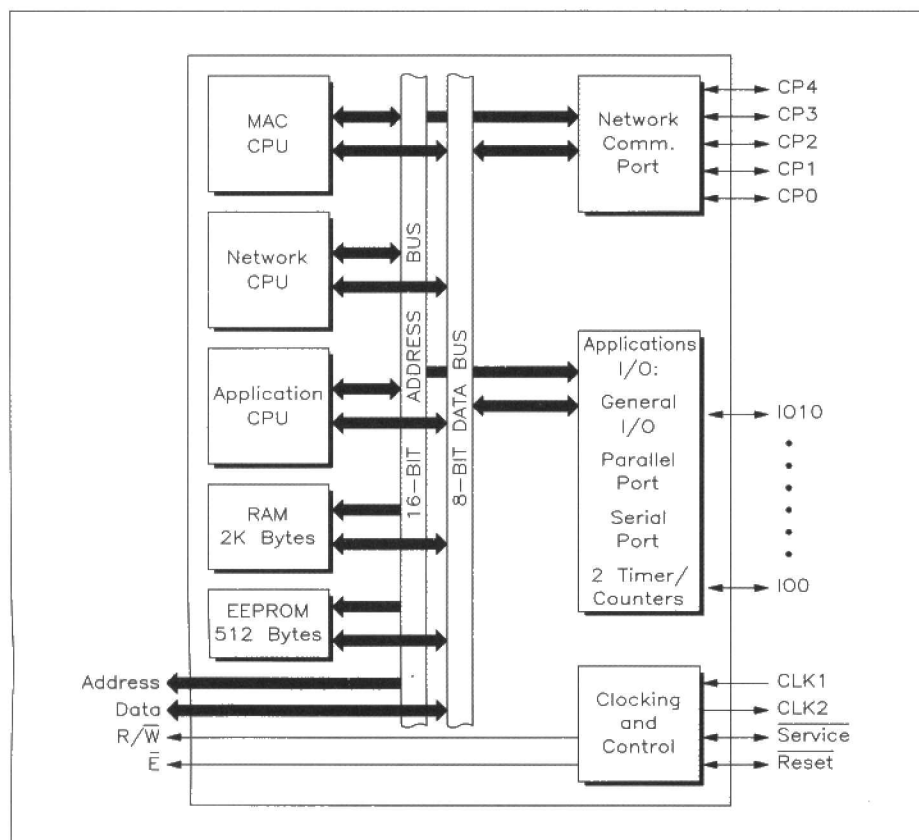 MAC
CPU
Network
Comm.
Port
CP4
CP3
CP2
CP1
CP0
Network
CPU
Application
CPU
RAM
2K Bytes
EEPROM
512 Bytes
16-BIT ADDRESS BUS
8-BIT DATA BUS
Applications
I/O:
General
I/O
Parallel
Port
Serial
Port
2 Timer/
Counters
IO10
IO0
Address
Data
R/W̅
E̅
Clocking
and
Control
CLK1
CLK2
S̅e̅r̅v̅i̅c̅e̅
R̅e̅s̅e̅t̅